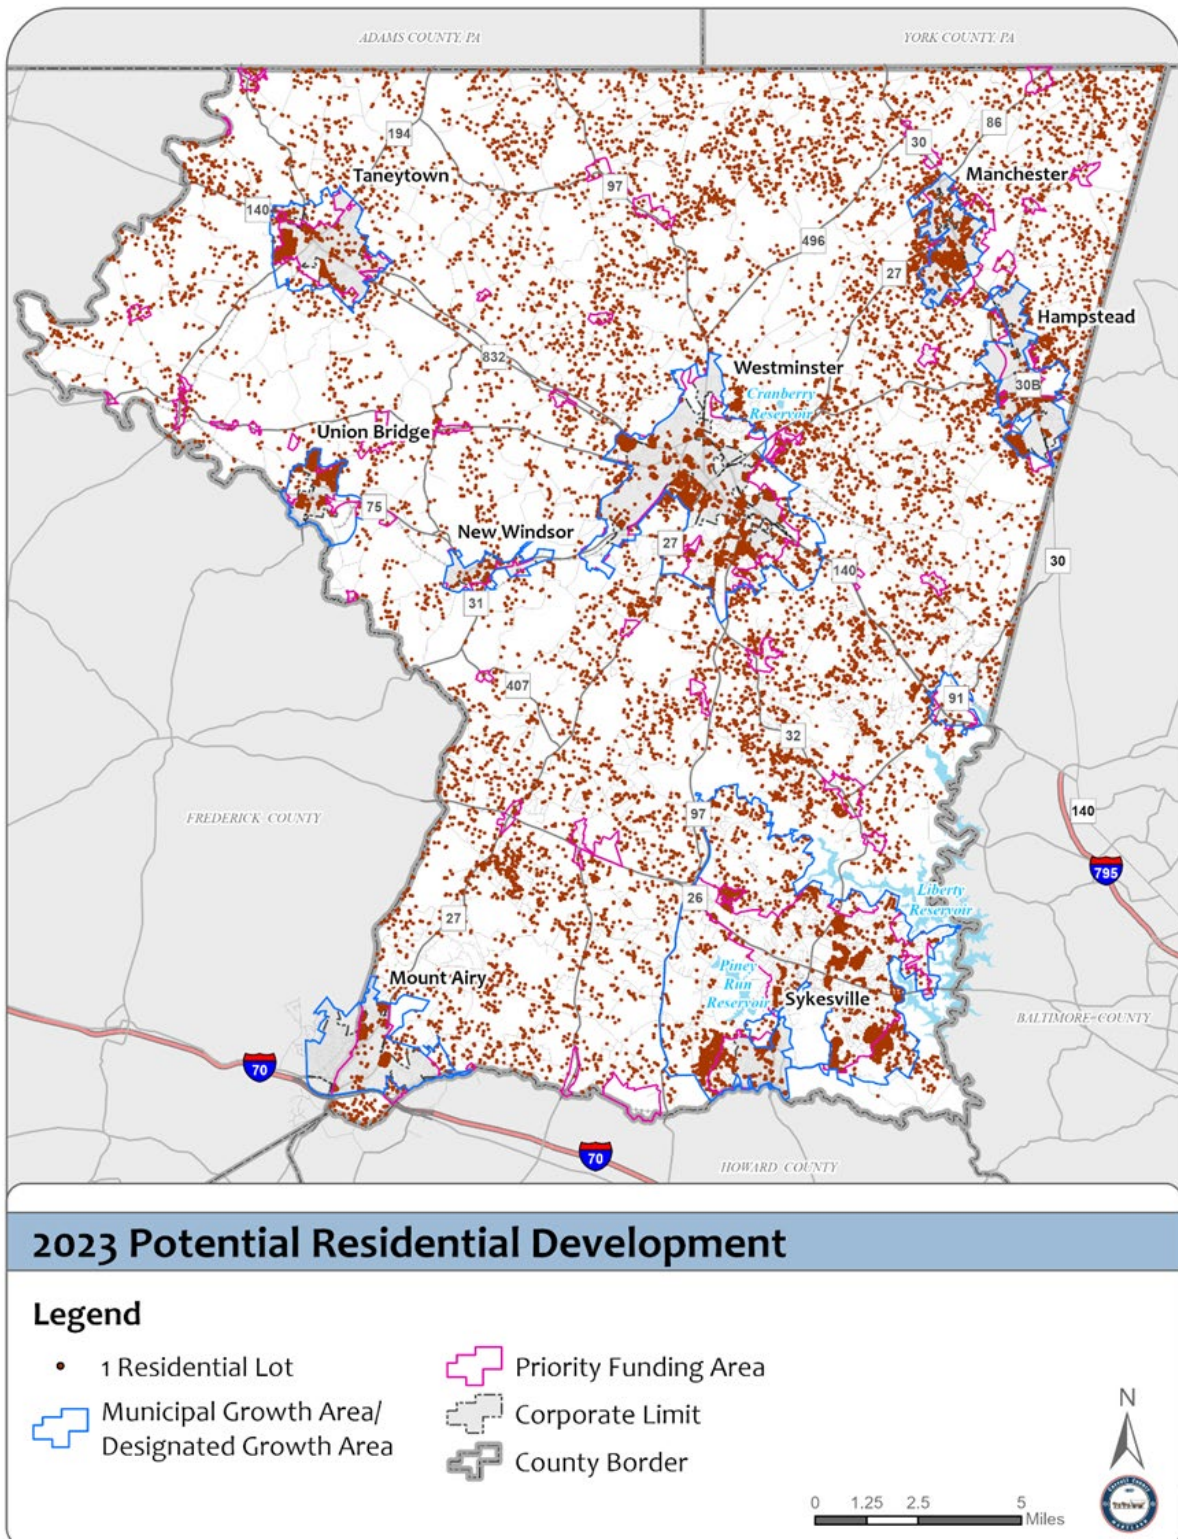 ADAMS COUNTY, PA
YORK COUNTY, PA
86
194
30
Taneytown
Manchester
97
140
496
27
Hampstead
832
Westminster
30B
Cranberry
Reservoir
Union Bridge
75
New Windsor
27
30
140
31
407
91
32
97
140
FREDERICK COUNTY
795
26
Liberty
Reservoir
27
Piney
Run
Reservoir
Mount Airy
Sykesville
BALTIMORE COUNTY
70
70
HOWARD COUNTY
2023 Potential Residential Development
Legend
1 Residential Lot
Municipal Growth Area/
Designated Growth Area
Priority Funding Area
Corporate Limit
County Border
N
0 1.25 2.5 5
Miles